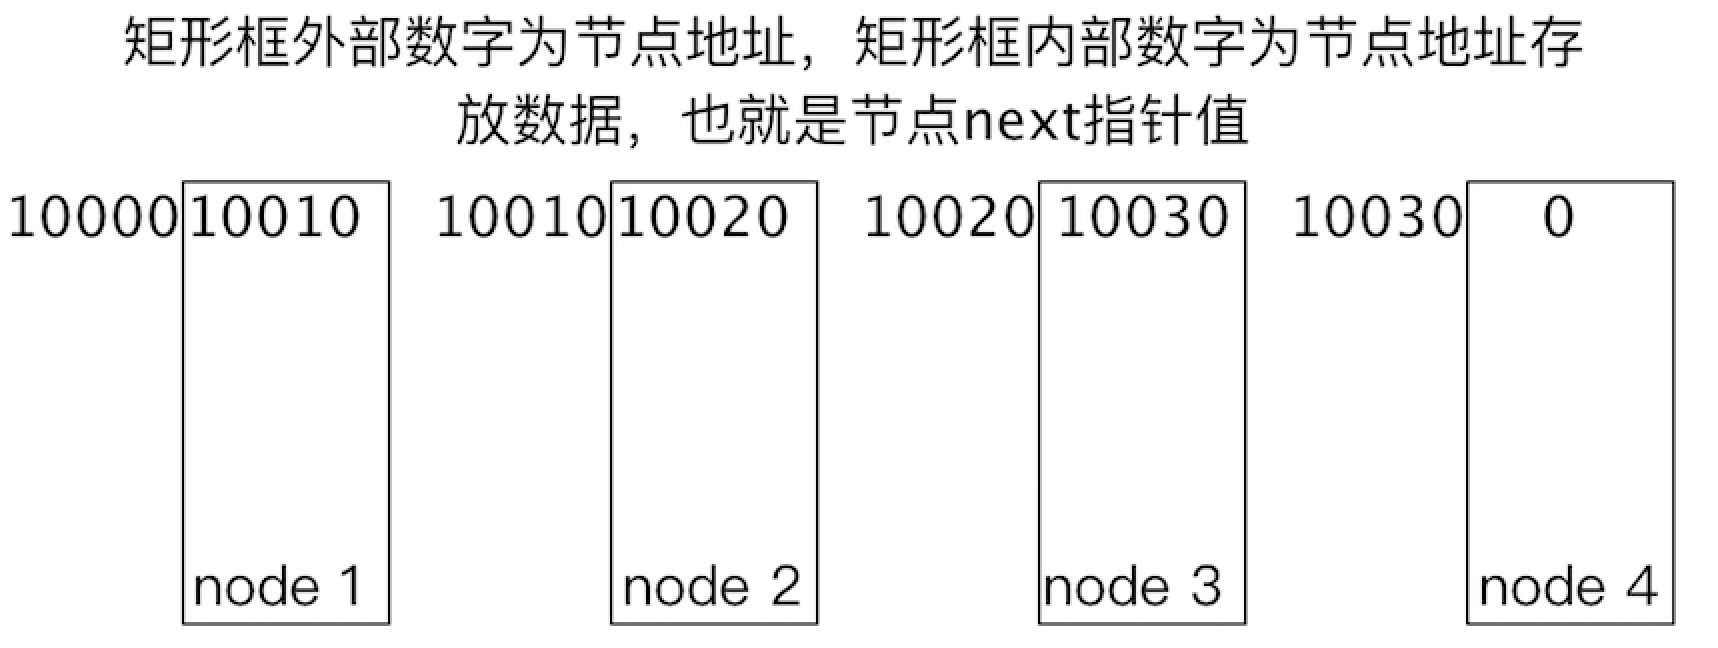 矩形框外部数字为节点地址，矩形框内部数字为节点地址存
放数据，也就是节点next指针值
10000 10010 10010 10020 10020 10030 10030 0
node 1 node 2 node 3 node 4